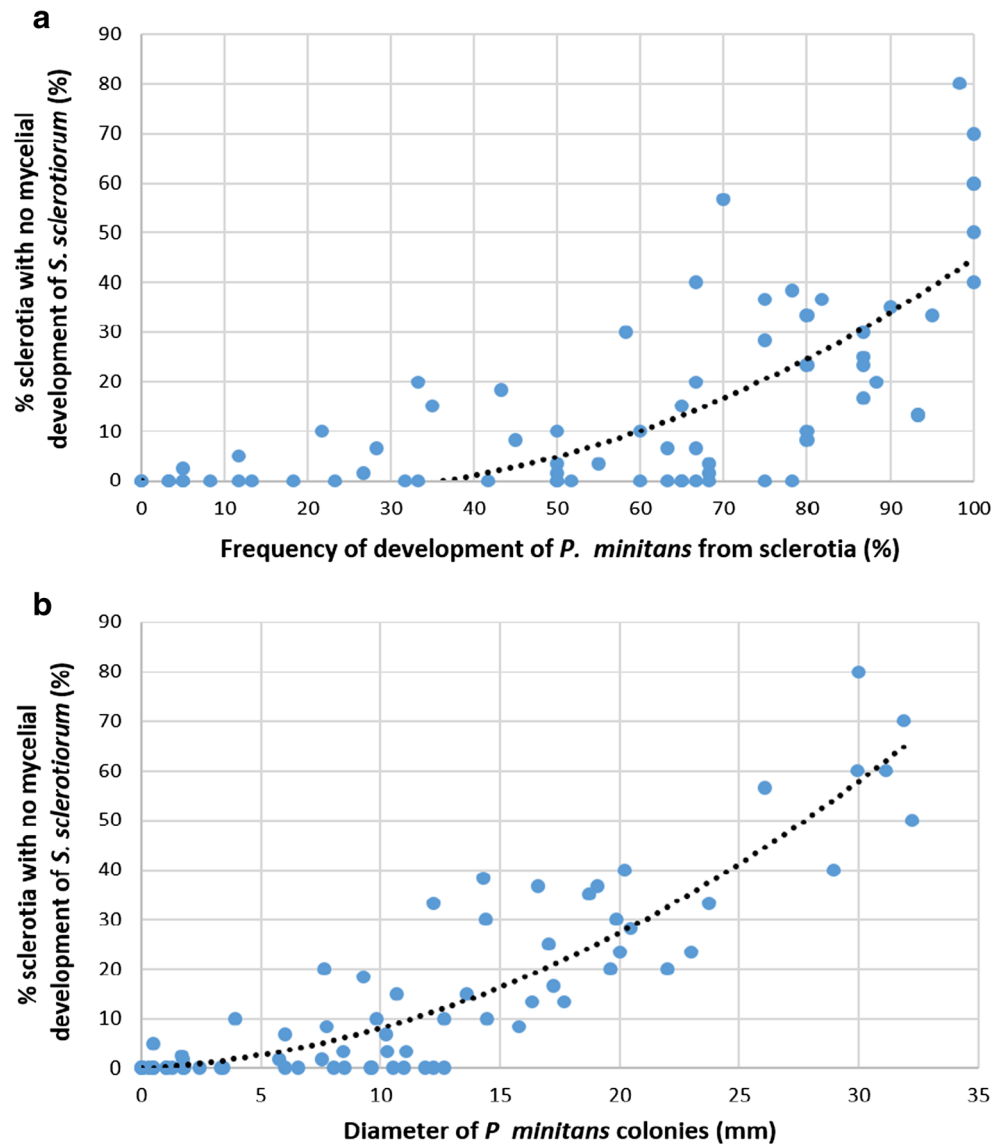 a
% sclerotia with no mycelial
development of S. sclerotiorum (%)
90
80
70
60
50
40
30
20
10
0
0 10 20 30 40 50 60 70 80 90 100
Frequency of development of P. minitans from sclerotia (%)
b
% sclerotia with no mycelial
development of S. sclerotiorum (%)
90
80
70
60
50
40
30
20
10
0
0 5 10 15 20 25 30 35
Diameter of P minitans colonies (mm)